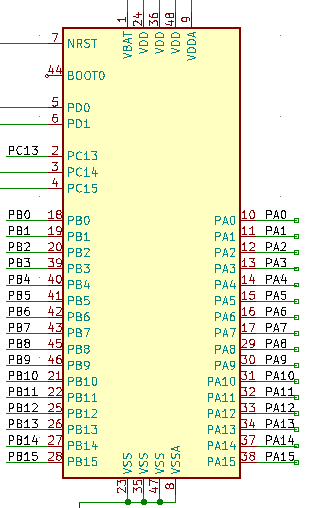 1 24 36 48 9
VBAT VDD VDD VDD VDDA
7 NRST
44 BOOT0
5 PD0
6 PD1
PC13 2 PC13
3 PC14
4 PC15
PB0 18 PB0 PA0 10 PA0
PB1 19 PB1 PA1 11 PA1
PB2 20 PB2 PA2 12 PA2
PB3 39 PB3 PA3 13 PA3
PB4 40 PB4 PA4 14 PA4
PB5 41 PB5 PA5 15 PA5
PB6 42 PB6 PA6 16 PA6
PB7 43 PB7 PA7 17 PA7
PB8 45 PB8 PA8 29 PA8
PB9 46 PB9 PA9 30 PA9
PB10 21 PB10 PA10 31 PA10
PB11 22 PB11 PA11 32 PA11
PB12 25 PB12 PA12 33 PA12
PB13 26 PB13 PA13 34 PA13
PB14 27 PB14 PA14 37 PA14
PB15 28 PB15 PA15 38 PA15
VSS VSS VSS VSSA
23 35 47 8